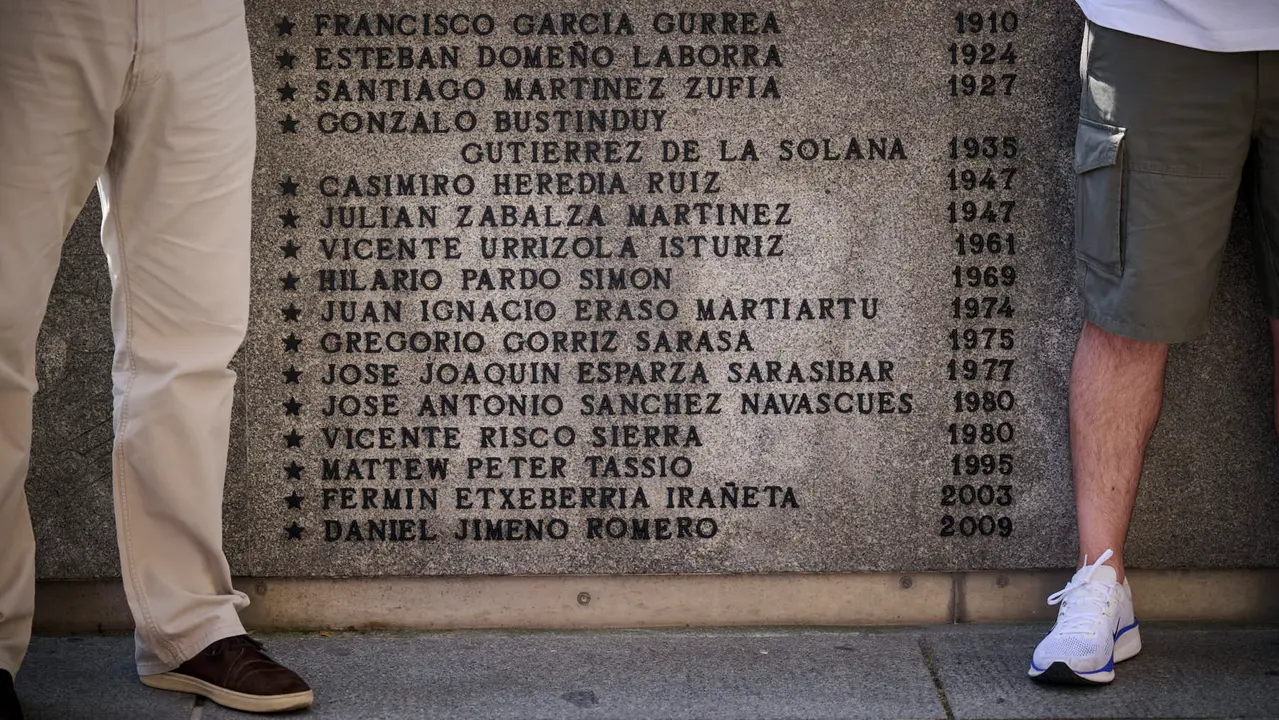 ★ FRANCISCO GARCIA GURREA 1910
★ ESTEBAN DOMEÑO LABORRA 1924
★ SANTIAGO MARTINEZ ZUFIA 1927
★ GONZALO BUSTINDUY
GUTIERREZ DE LA SOLANA 1935
★ CASIMIRO HEREDIA RUIZ 1947
★ JULIAN ZABALZA MARTINEZ 1947
★ VICENTE URRIZOLA ISTURIZ 1961
★ HILARIO PARDO SIMON 1969
★ JUAN IGNACIO ERASO MARTIARTU 1974
★ GREGORIO GORRIZ SARASA 1975
★ JOSE JOAQUIN ESPARZA SARASIBAR 1977
★ JOSE ANTONIO SANCHEZ NAVASCUES 1980
★ VICENTE RISCO SIERRA 1980
★ MATTEW PETER TASSIO 1995
★ FERMIN ETXEBERRIA IRAÑETA 2003
★ DANIEL JIMENO ROMERO 2009